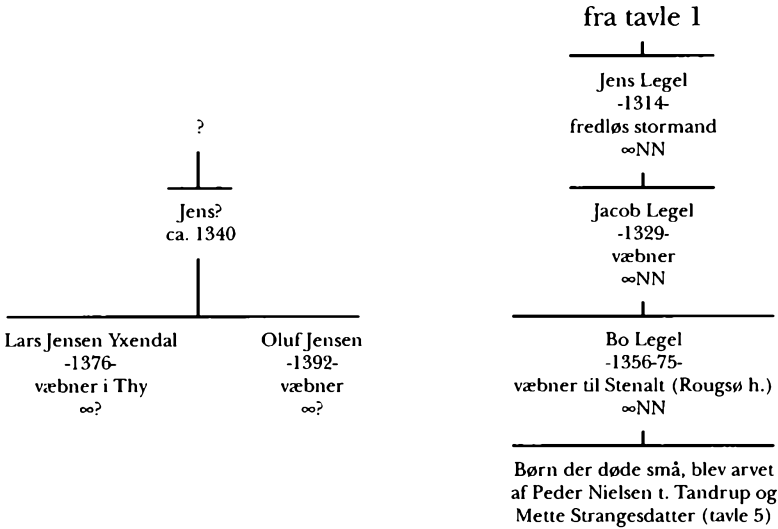 ?
Jens?
ca. 1340
Lars Jensen Yxendal
-1376-
væbner i Thy
∞?
Oluf Jensen
-1392-
væbner
∞?
fra tavle 1
Jens Legel
-1314-
fredløs stormand
∞NN
Jacob Legel
-1329-
væbner
∞NN
Bo Legel
-1356-75-
væbner til Stenalt (Rougsø h.)
∞NN
Børn der døde små, blev arvet
af Peder Nielsen t. Tandrup og
Mette Strangesdatter (tavle 5)